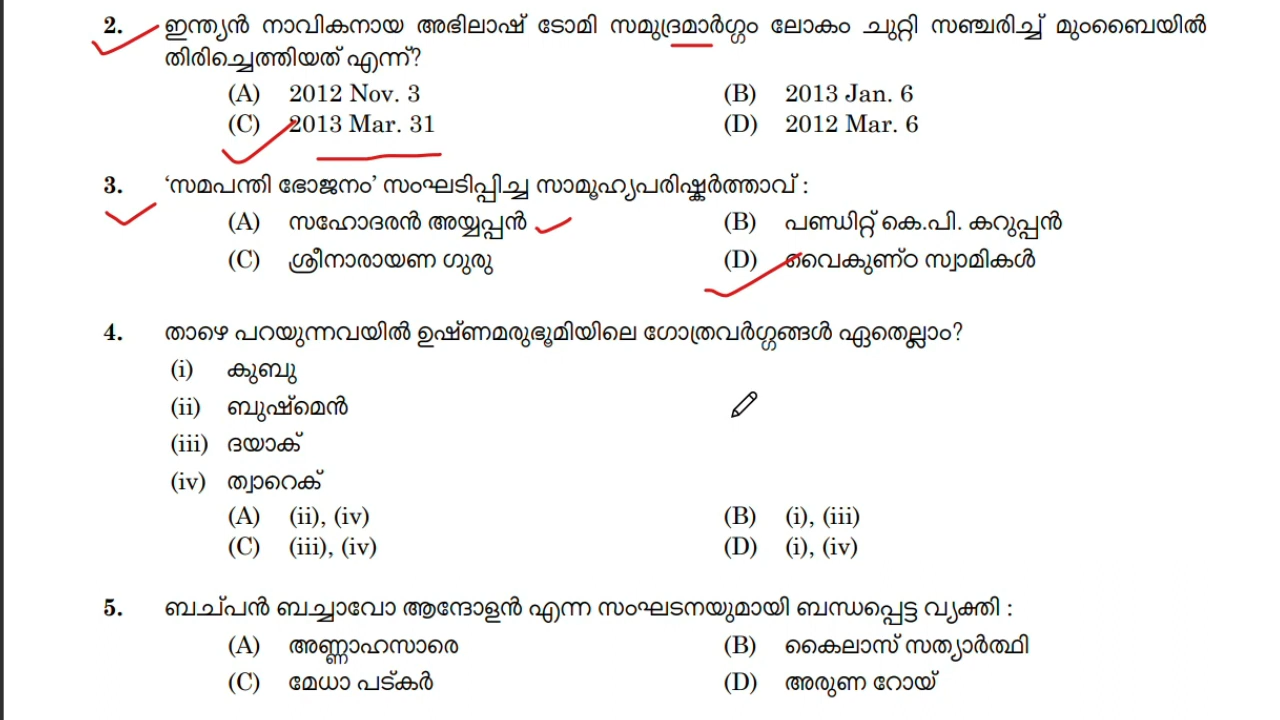 2. ഇന്ത്യൻ നാവികനായ അഭിലാഷ് ടോമി സമുദ്രമാർഗ്ഗം ലോകം ചുറ്റി സഞ്ചരിച്ച് മുംബൈയിൽ
തിരിച്ചെത്തിയത് എന്ന്?
(A) 2012 Nov. 3 (B) 2013 Jan. 6
(C) 2013 Mar. 31 (D) 2012 Mar. 6
3. ‘സമപന്തി ഭോജനം’ സംഘടിപ്പിച്ച സാമൂഹ്യപരിഷ്കർത്താവ് :
(A) സഹോദരൻ അയ്യപ്പൻ (B) പണ്ഡിറ്റ് കെ.പി. കറുപ്പൻ
(C) ശ്രീനാരായണ ഗുരു (D) വൈകുണ്ഠ സ്വാമികൾ
4. താഴെ പറയുന്നവയിൽ ഉഷ്ണമരുഭൂമിയിലെ ഗോത്രവർഗ്ഗങ്ങൾ ഏതെല്ലാം?
(i) കുബു
(ii) ബുഷ്മെൻ
(iii) ദയാക്
(iv) ത്വാറെക്
(A) (ii), (iv) (B) (i), (iii)
(C) (iii), (iv) (D) (i), (iv)
5. ബച്പൻ ബച്ചാവോ ആന്ദോളൻ എന്ന സംഘടനയുമായി ബന്ധപ്പെട്ട വ്യക്തി :
(A) അണ്ണാഹസാരെ (B) കൈലാസ് സത്യാർത്ഥി
(C) മേധാ പട്കർ (D) അരുണ റോയ്